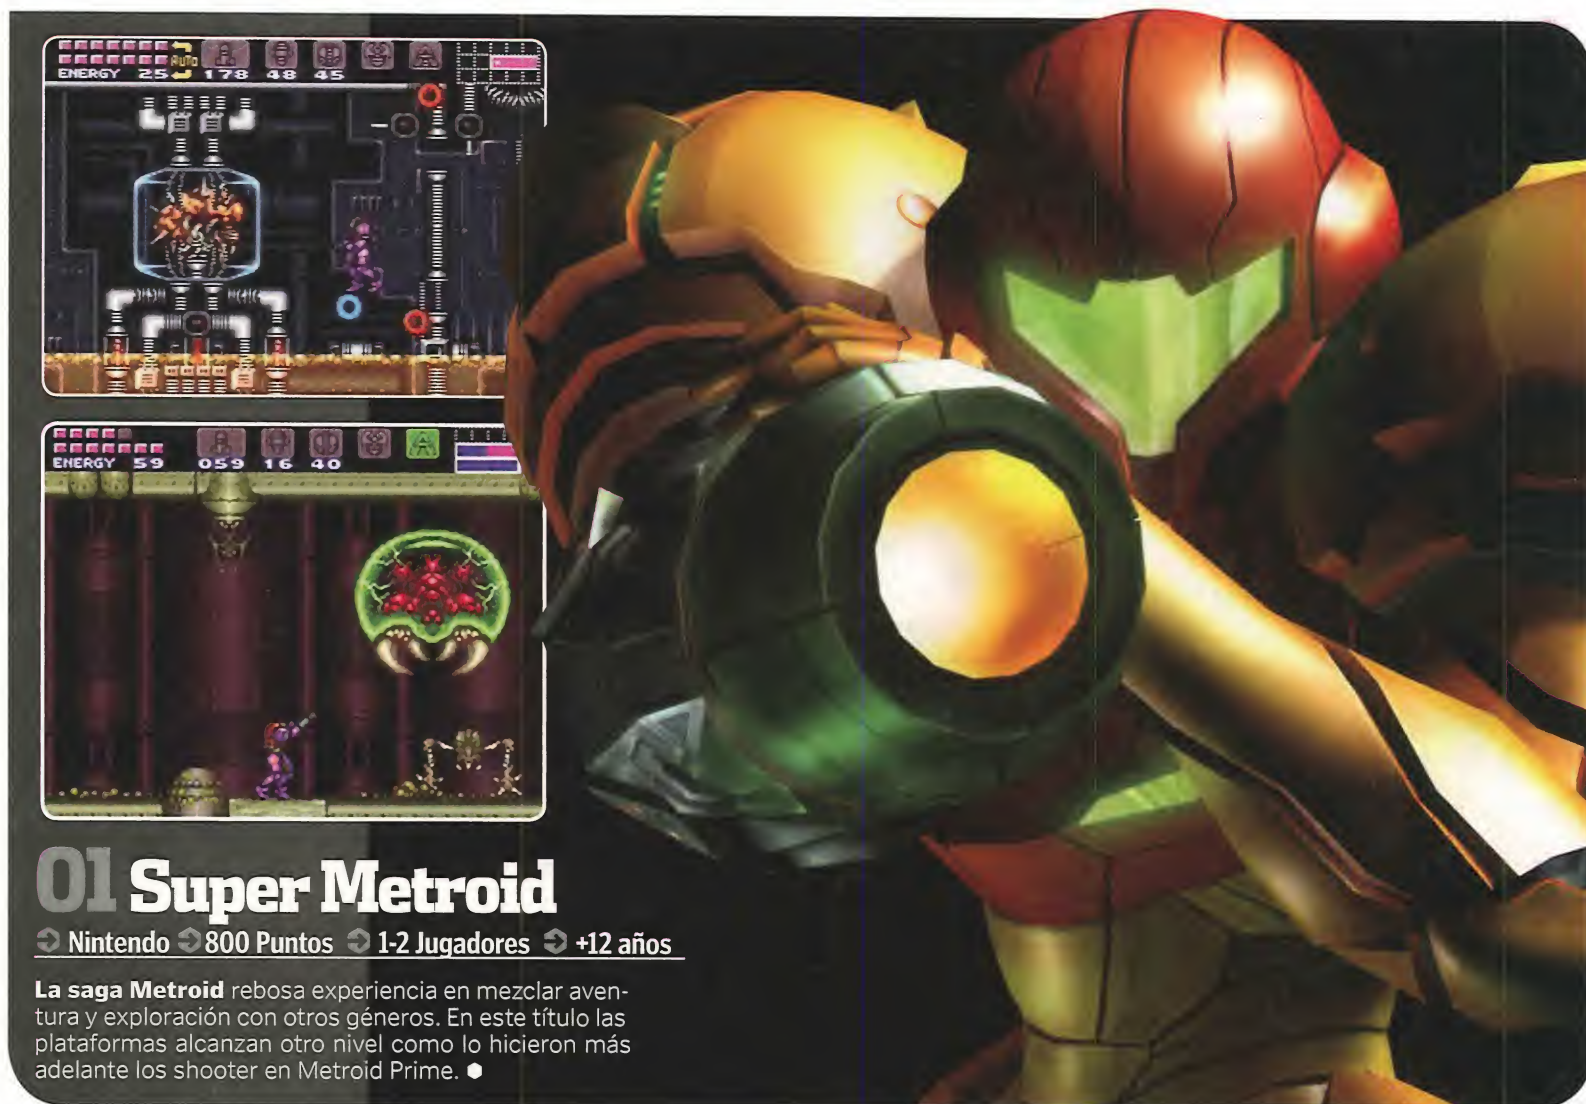 AUTO
ENERGY 25 178 48 45
ENERGY 59 059 16 40
01 Super Metroid
Nintendo 800 Puntos 1-2 Jugadores +12 años
La saga Metroid rebosa experiencia en mezclar aven-
tura y exploración con otros géneros. En este título las
plataformas alcanzan otro nivel como lo hicieron más
adelante los shooter en Metroid Prime.